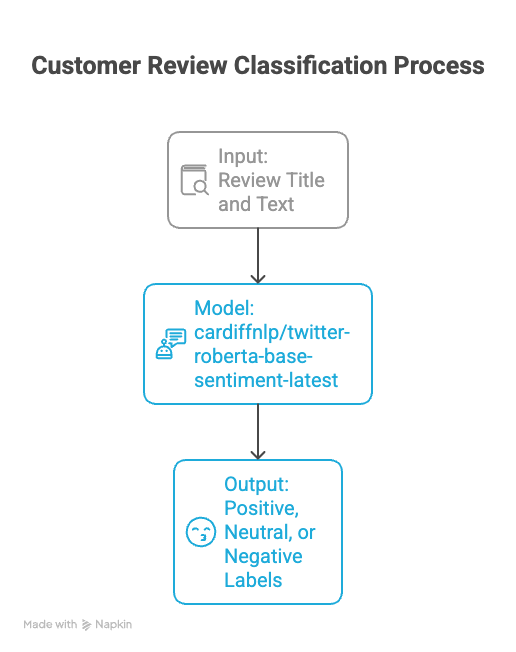 Customer Review Classification Process
Input:
Review Title
and Text
Model:
cardiffnlp/twitter-
roberta-base-
sentiment-latest
Output:
Positive,
Neutral, or
Negative
Labels
Made with Napkin